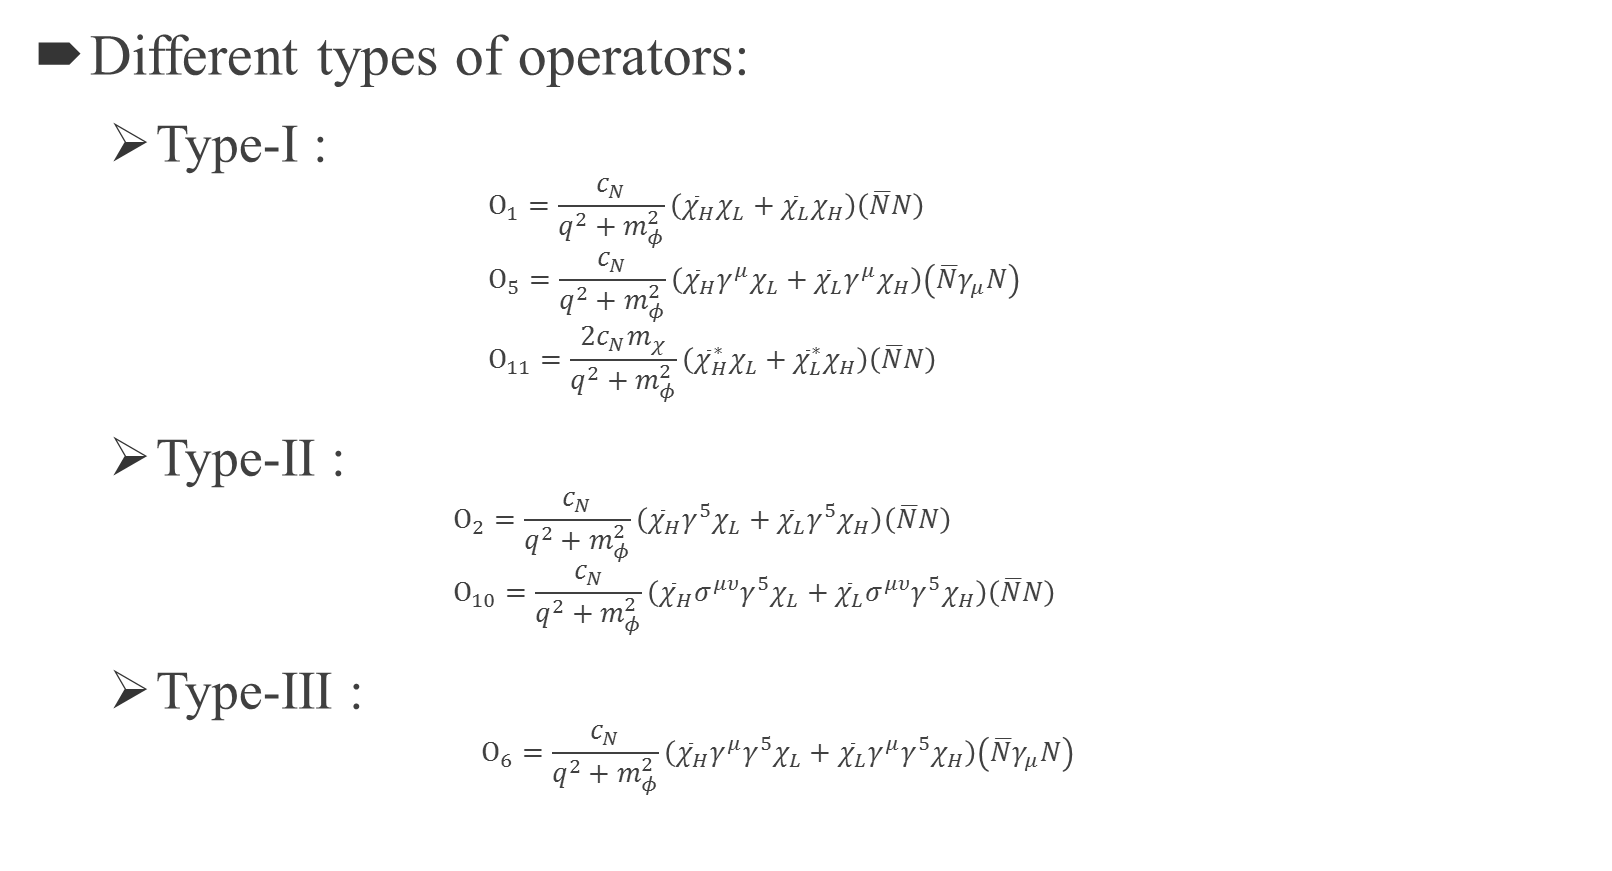 Different types of operators:
Type-I :
O₁ = c_N / (q² + m_ϕ²) (χ̄_H χ_L + χ̄_L χ_H)(N̅N)
O₅ = c_N / (q² + m_ϕ²) (χ̄_H γ^μ χ_L + χ̄_L γ^μ χ_H)(N̅γ_μ N)
O₁₁ = 2c_N m_χ / (q² + m_ϕ²) (χ̄_H^* χ_L + χ̄_L^* χ_H)(N̅N)
Type-II :
O₂ = c_N / (q² + m_ϕ²) (χ̄_H γ⁵ χ_L + χ̄_L γ⁵ χ_H)(N̅N)
O₁₀ = c_N / (q² + m_ϕ²) (χ̄_H σ^{μυ} γ⁵ χ_L + χ̄_L σ^{μυ} γ⁵ χ_H)(N̅N)
Type-III :
O₆ = c_N / (q² + m_ϕ²) (χ̄_H γ^μ γ⁵ χ_L + χ̄_L γ^μ γ⁵ χ_H)(N̅γ_μ N)